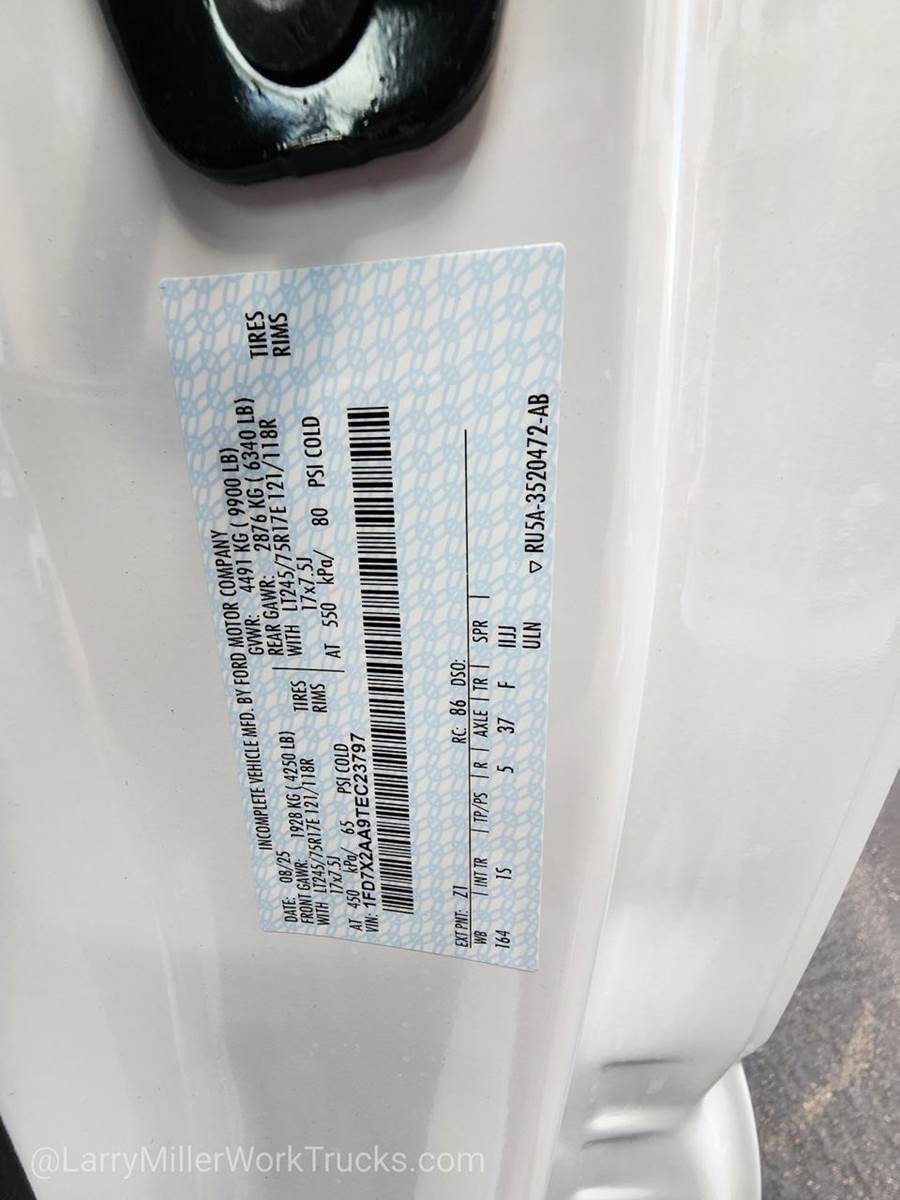 INCOMPLETE VEHICLE MFD. BY FORD MOTOR COMPANY
DATE: 08/25 GVWR: 4491 KG ( 9900 LB)
FRONT GAWR: 1928 KG ( 4250 LB) REAR GAWR: 2876 KG ( 6340 LB)
WITH LT245/75R17E 121/118R TIRES WITH LT245/75R17E 121/118R TIRES
17x7.5J RIMS 17x7.5J RIMS
AT 450 kPa/ 65 PSI COLD AT 550 kPa/ 80 PSI COLD
VIN: 1FD7X2AA9TEC23797
EXT PNT: Z1 RC: 86 DSO:
WB INT TR TP/PS R AXLE TR SPR
164 1S 5 37 F IIJJ
ULN
▽ RU5A-3520472-AB
@LarryMillerWorkTrucks.com